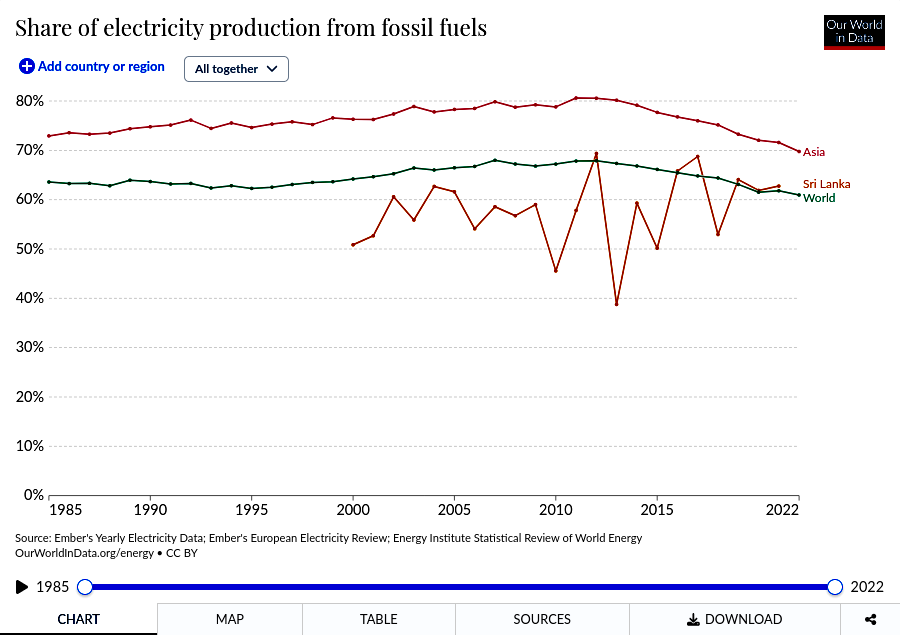 Share of electricity production from fossil fuels
Our World
in Data
Add country or region
All together
80%
70%
60%
50%
40%
30%
20%
10%
0%
Asia
Sri Lanka
World
1985 1990 1995 2000 2005 2010 2015 2022
Source: Ember's Yearly Electricity Data; Ember's European Electricity Review; Energy Institute Statistical Review of World Energy
OurWorldInData.org/energy • CC BY
1985 2022
CHART MAP TABLE SOURCES DOWNLOAD